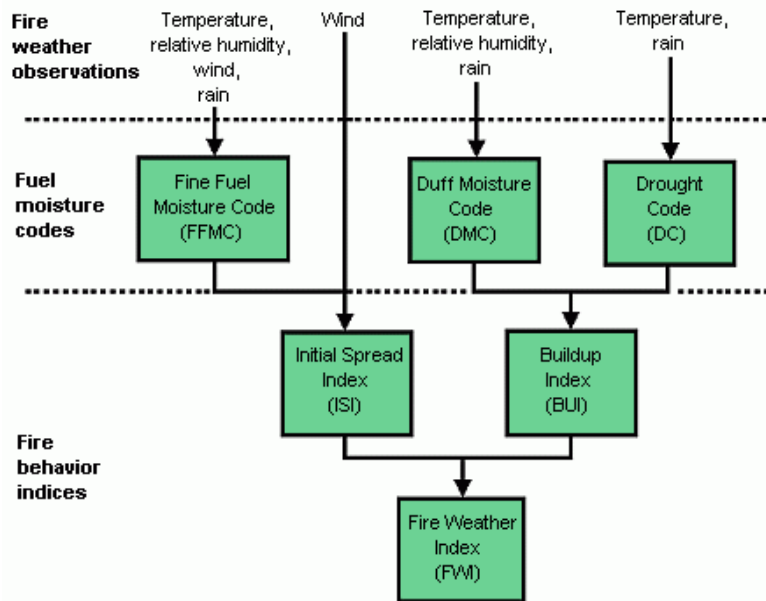 Fire
weather
observations
Temperature,
relative humidity,
wind,
rain
Wind
Temperature,
relative humidity,
rain
Temperature,
rain
Fuel
moisture
codes
Fine Fuel
Moisture Code
(FFMC)
Duff Moisture
Code
(DMC)
Drought
Code
(DC)
Fire
behavior
indices
Initial Spread
Index
(ISI)
Buildup
Index
(BUI)
Fire Weather
Index
(FWI)